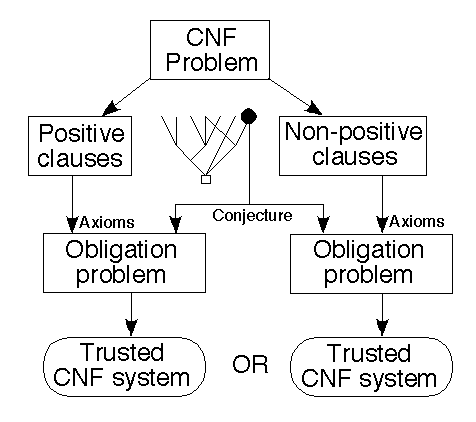 CNF
Problem
Positive
clauses
Non-positive
clauses
Axioms
Conjecture
Axioms
Obligation
problem
Obligation
problem
Trusted
CNF system
OR
Trusted
CNF system